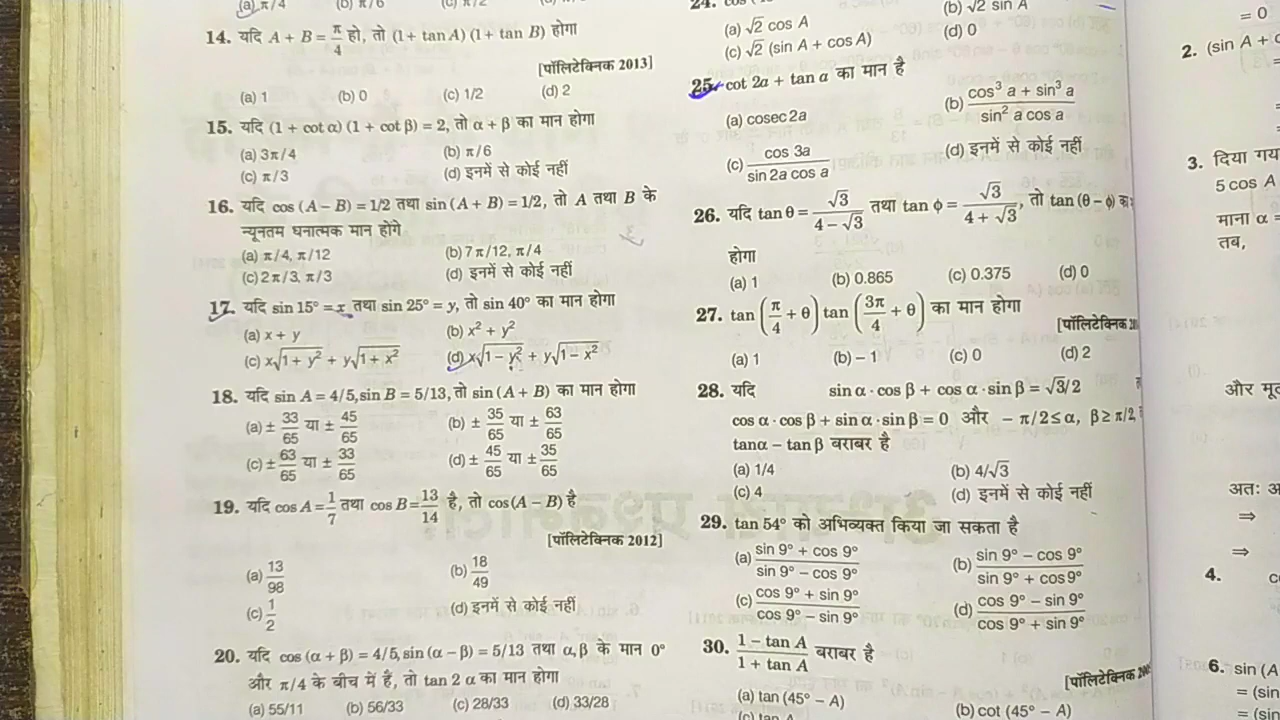 (a) π/4 (b) π/6 (c) π/2
14. यदि A + B = π/4 हो, तो (1 + tan A) (1 + tan B) होगा
[पॉलिटेक्निक 2013]
(a) 1 (b) 0 (c) 1/2 (d) 2
15. यदि (1 + cot α) (1 + cot β) = 2, तो α + β का मान होगा
(a) 3π/4 (b) π/6
(c) π/3 (d) इनमें से कोई नहीं
16. यदि cos (A − B) = 1/2 तथा sin (A + B) = 1/2, तो A तथा B के
न्यूनतम धनात्मक मान होंगे
(a) π/4, π/12 (b) 7π/12, π/4
(c) 2π/3, π/3 (d) इनमें से कोई नहीं
17. यदि sin 15° = x तथा sin 25° = y, तो sin 40° का मान होगा
(a) x + y (b) x² + y²
(c) x√(1 + y²) + y√(1 + x²) (d) x√(1 − y²) + y√(1 − x²)
18. यदि sin A = 4/5, sin B = 5/13, तो sin (A + B) का मान होगा
(a) ± 33/65 या ± 45/65 (b) ± 35/65 या ± 63/65
(c) ± 63/65 या ± 33/65 (d) ± 45/65 या ± 35/65
19. यदि cos A = 1/7 तथा cos B = 13/14 है, तो cos (A − B) है
[पॉलिटेक्निक 2012]
(a) 13/98 (b) 18/49
(c) 1/2 (d) इनमें से कोई नहीं
20. यदि cos (α + β) = 4/5, sin (α − β) = 5/13 तथा α, β के मान 0°
और π/4 के बीच में हैं, तो tan 2 α का मान होगा
(a) 55/11 (b) 56/33 (c) 28/33 (d) 33/28
24.
(b) √2 sin A
(a) √2 cos A
(c) √2 (sin A + cos A) (d) 0
25. cot 2α + tan α का मान है
(a) cosec 2a (b) (cos³ a + sin³ a)/(sin² a cos a)
(c) cos 3a/(sin 2a cos a) (d) इनमें से कोई नहीं
26. यदि tan θ = √3/(4 − √3) तथा tan φ = √3/(4 + √3), तो tan (θ − φ) का
होगा
(a) 1 (b) 0.865 (c) 0.375 (d) 0
27. tan (π/4 + θ) tan (3π/4 + θ) का मान होगा
[पॉलिटेक्निक
(a) 1 (b) − 1 (c) 0 (d) 2
28. यदि sin α · cos β + cos α · sin β = √3/2
cos α · cos β + sin α · sin β = 0 और − π/2 ≤ α, β ≥ π/2,
tanα − tan β बराबर है
(a) 1/4 (b) 4/√3
(c) 4 (d) इनमें से कोई नहीं
29. tan 54° को अभिव्यक्त किया जा सकता है
(a) (sin 9° + cos 9°)/(sin 9° − cos 9°) (b) (sin 9° − cos 9°)/(sin 9° + cos 9°)
(c) (cos 9° + sin 9°)/(cos 9° − sin 9°) (d) (cos 9° − sin 9°)/(cos 9° + sin 9°)
30. (1 − tan A)/(1 + tan A) बराबर है
[पॉलिटेक्निक
(a) tan (45° − A) (b) cot (45° − A)
(c) tan A
= 0
2. (sin A +
3. दिया
5 cos A
माना α =
तब,
और
अतः
⇒
⇒
4.
6. sin (A
= (sin
= (sin